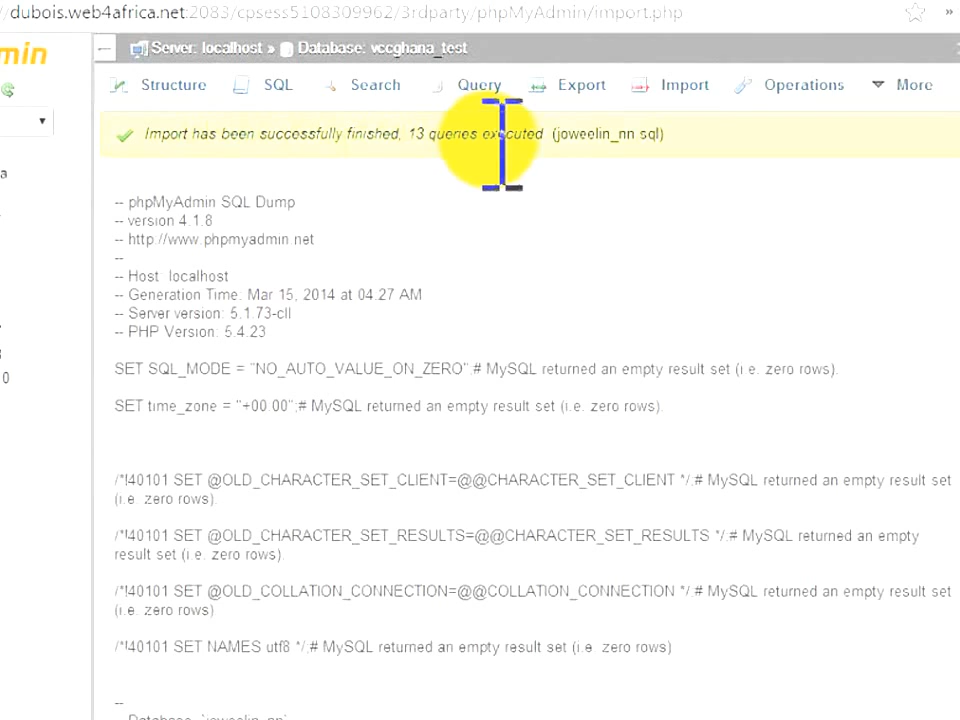 dubois.web4africa.net:2083/cpsess5108309962/3rdparty/phpMyAdmin/import.php
min
Server: localhost » Database: vccghana_test
Structure SQL Search Query Export Import Operations More
Import has been successfully finished, 13 queries executed. (joweelin_nn.sql)
a
-- phpMyAdmin SQL Dump
-- version 4.1.8
-- http://www.phpmyadmin.net
--
-- Host: localhost
-- Generation Time: Mar 15, 2014 at 04:27 AM
-- Server version: 5.1.73-cll
-- PHP Version: 5.4.23
0
SET SQL_MODE = "NO_AUTO_VALUE_ON_ZERO";# MySQL returned an empty result set (i.e. zero rows).
SET time_zone = "+00:00";# MySQL returned an empty result set (i.e. zero rows).
/*!40101 SET @OLD_CHARACTER_SET_CLIENT=@@CHARACTER_SET_CLIENT */;# MySQL returned an empty result set
(i.e. zero rows).
/*!40101 SET @OLD_CHARACTER_SET_RESULTS=@@CHARACTER_SET_RESULTS */;# MySQL returned an empty
result set (i.e. zero rows).
/*!40101 SET @OLD_COLLATION_CONNECTION=@@COLLATION_CONNECTION */;# MySQL returned an empty result set
(i.e. zero rows).
/*!40101 SET NAMES utf8 */;# MySQL returned an empty result set (i.e. zero rows).
--
-- Database: `joweelin_nn`